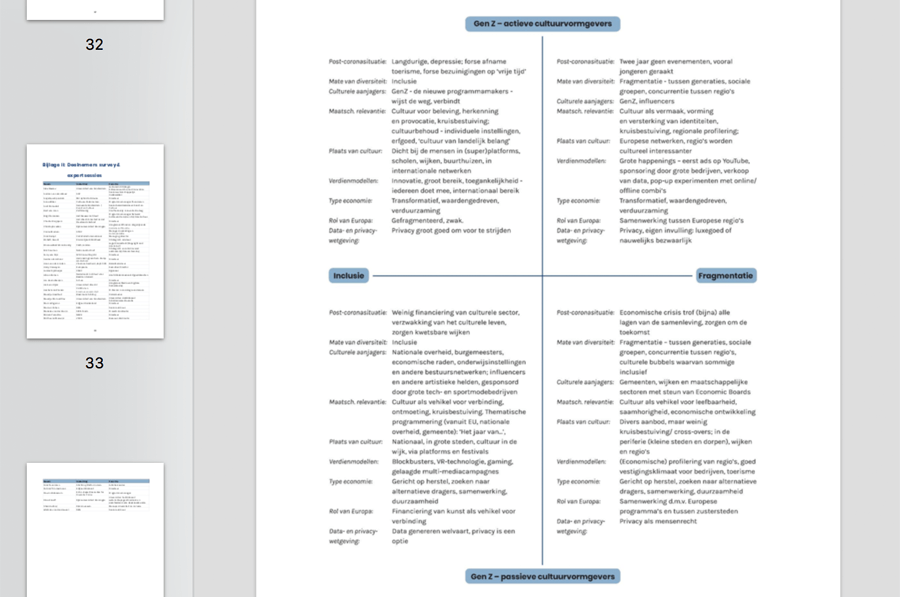 32
Bijlage II: Deelnemers survey &
expertsessies
33
Gen Z – actieve cultuurvormgevers
Post-coronasituatie: Langdurige, depressie; forse afname
toerisme, forse bezuinigingen op 'vrije tijd'
Mate van diversiteit: Inclusie
Culturele aanjagers: GenZ - de nieuwe programmamakers -
wijst de weg, verbindt
Maatsch. relevantie: Cultuur voor beleving, herkenning
en provocatie, kruisbestuiving;
cultuurbehoud - individuele instellingen,
erfgoed, 'cultuur van landelijk belang'
Plaats van cultuur: Dicht bij de mensen in (super)platforms,
scholen, wijken, buurthuizen, in
internationale netwerken
Verdienmodellen: Innovatie, groot bereik, toegankelijkheid -
iedereen doet mee, internationaal bereik
Type economie: Transformatief, waardengedreven,
verduurzaming
Rol van Europa: Gefragmenteerd, zwak.
Data- en privacy- Privacy groot goed om voor te strijden
wetgeving:
Post-coronasituatie: Twee jaar geen evenementen, vooral
jongeren geraakt
Mate van diversiteit: Fragmentatie - tussen generaties, sociale
groepen, concurrentie tussen regio's
Culturele aanjagers: GenZ, influencers
Maatsch. relevantie: Cultuur als vermaak, vorming
en versterking van identiteiten,
kruisbestuiving, regionale profilering;
Plaats van cultuur: Europese netwerken, regio's worden
cultureel interessanter
Verdienmodellen: Grote happenings – eerst ads op YouTube,
sponsoring door grotere bedrijven, verkoop
van data, pop-up experimenten met online/
offline combi's
Type economie: Transformatief, waardengedreven,
verduurzaming
Rol van Europa: Samenwerking tussen Europese regio's
Data- en privacy- Privacy, eigen invulling: luxegoed of
wetgeving: nauwelijks bezwaarlijk
Inclusie
Fragmentatie
Post-coronasituatie: Weinig financiering van culturele sector,
verzwakking van het culturele leven,
zorgen kwetsbare wijken
Mate van diversiteit: Inclusie
Culturele aanjagers: Nationale overheid, burgemeesters,
economische raden, onderwijsinstellingen
en andere bestuursnetwerken; influencers
en andere artistieke helden, gesponsord
door grote tech- en sportmodebedrijven
Maatsch. relevantie: Cultuur als vehikel voor verbinding,
ontmoeting, kruisbestuiving. Thematische
programmering (vanuit EU, nationale
overheid, gemeente): 'Het jaar van...'.
Plaats van cultuur: Nationaal, in grote steden, cultuur in de
wijk, via platforms en festivals
Verdienmodellen: Blockbusters, VR-technologie, gaming,
gelaagde multi-mediacampagnes
Type economie: Gericht op herstel, zoeken naar
alternatieve dragers, samenwerking,
duurzaamheid
Rol van Europa: Financiering van kunst als vehikel voor
verbinding
Data- en privacy- Data genereren welvaart, privacy is een
wetgeving: optie
Post-coronasituatie: Economische crisis trof (bijna) alle
lagen van de samenleving, zorgen om de
toekomst
Mate van diversiteit: Fragmentatie - tussen generaties, sociale
groepen, concurrentie tussen regio's,
culturele bubbels waarvan sommige
inclusief
Culturele aanjagers: Gemeenten, wijken en maatschappelijke
sectoren met steun van Economic Boards
Maatsch. relevantie: Cultuur als vehikel voor leefbaarheid,
saamhorigheid, economische ontwikkeling
Plaats van cultuur: Divers aanbod, maar weinig
kruisbestuiving/ cross-overs; in de
periferie (kleine steden en dorpen), wijken
en regio's
Verdienmodellen: (Economische) profilering van regio's, goed
vestigingsklimaat voor bedrijven, toerisme
Type economie: Gericht op herstel, zoeken naar alternatieve
dragers, samenwerking, duurzaamheid
Rol van Europa: Samenwerking d.m.v. Europese
programma's en tussen zustersteden
Data- en privacy- Privacy als mensenrecht
wetgeving:
Gen Z – passieve cultuurvormgevers